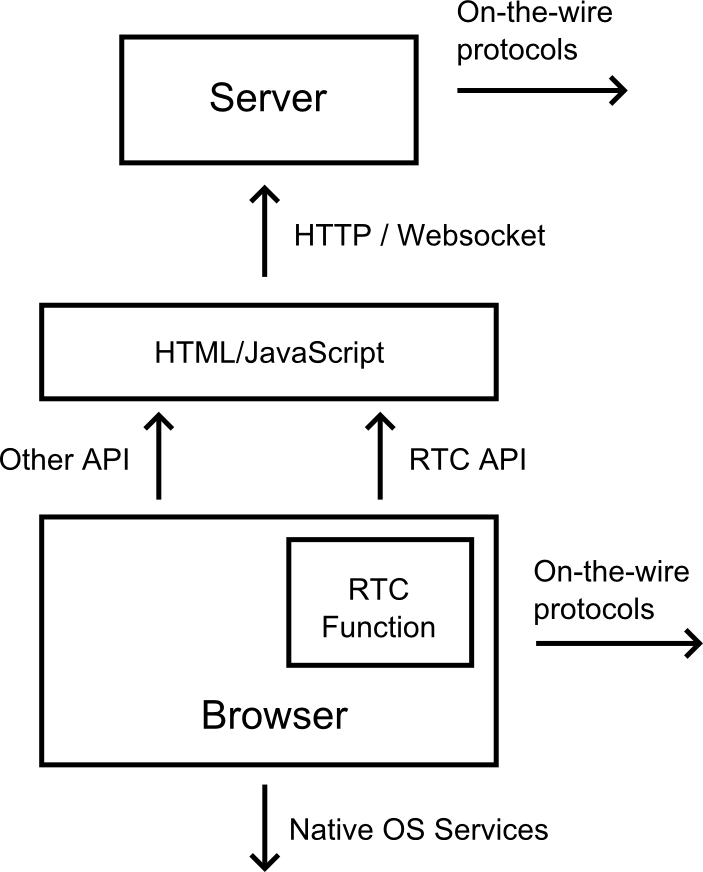 On-the-wire
protocols
Server
HTTP / Websocket
HTML/JavaScript
Other API
RTC API
RTC
Function
On-the-wire
protocols
Browser
Native OS Services